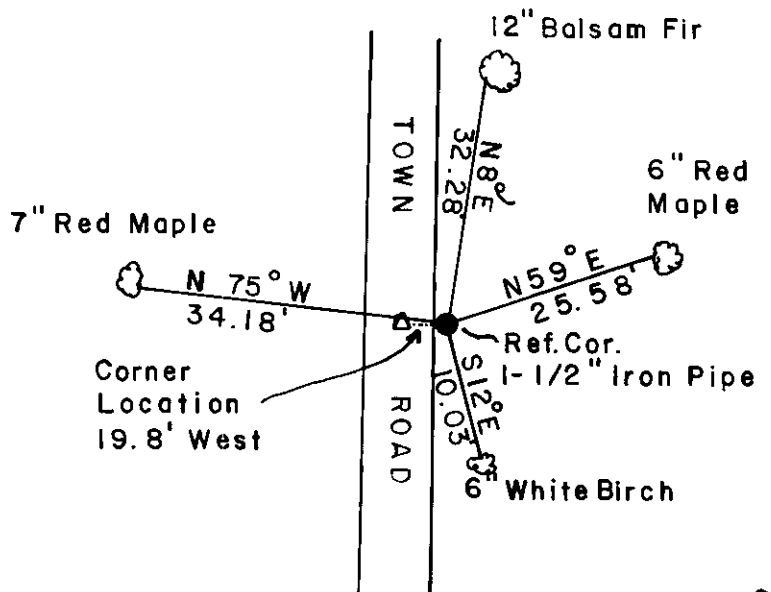 12" Balsam Fir
TOWN
N8°E
32.28'
6" Red
Maple
7" Red Maple
N 75° W
34.18'
N59° E
25.58'
Ref. Cor.
1-1/2" Iron Pipe
Corner
Location
19.8' West
S12°E
10.03'
ROAD
6" White Birch